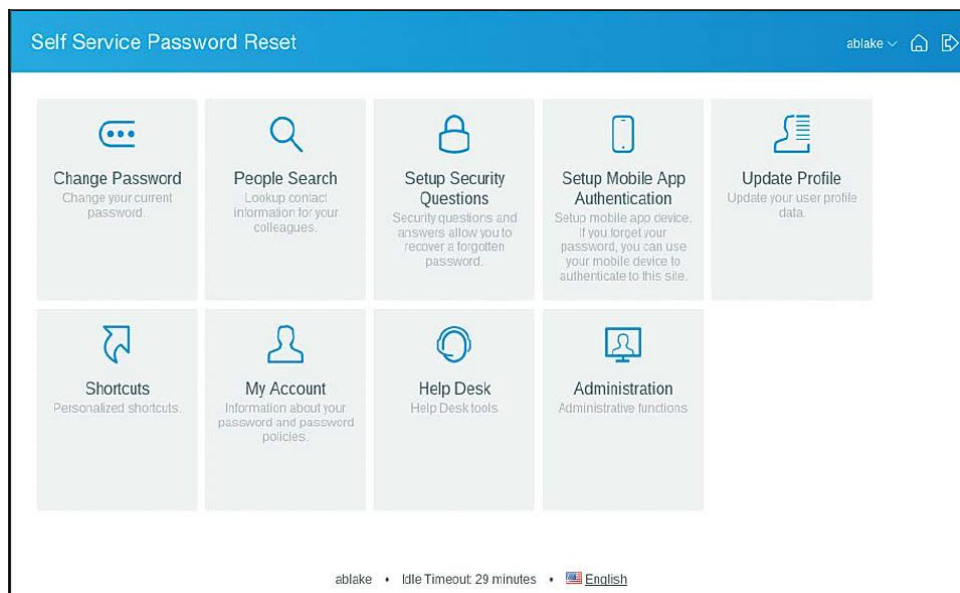 Self Service Password Reset
ablake
Change Password
Change your current
password.
People Search
Lookup contact
information for your
colleagues.
Setup Security
Questions
Security questions and
answers allow you to
recover a forgotten
password.
Setup Mobile App
Authentication
Setup mobile app device.
If you forget your
password, you can use
your mobile device to
authenticate to this site.
Update Profile
Update your user profile
data.
Shortcuts
Personalized shortcuts.
My Account
Information about your
password and password
policies.
Help Desk
Help Desk tools
Administration
Administrative functions
ablake • Idle Timeout: 29 minutes • English